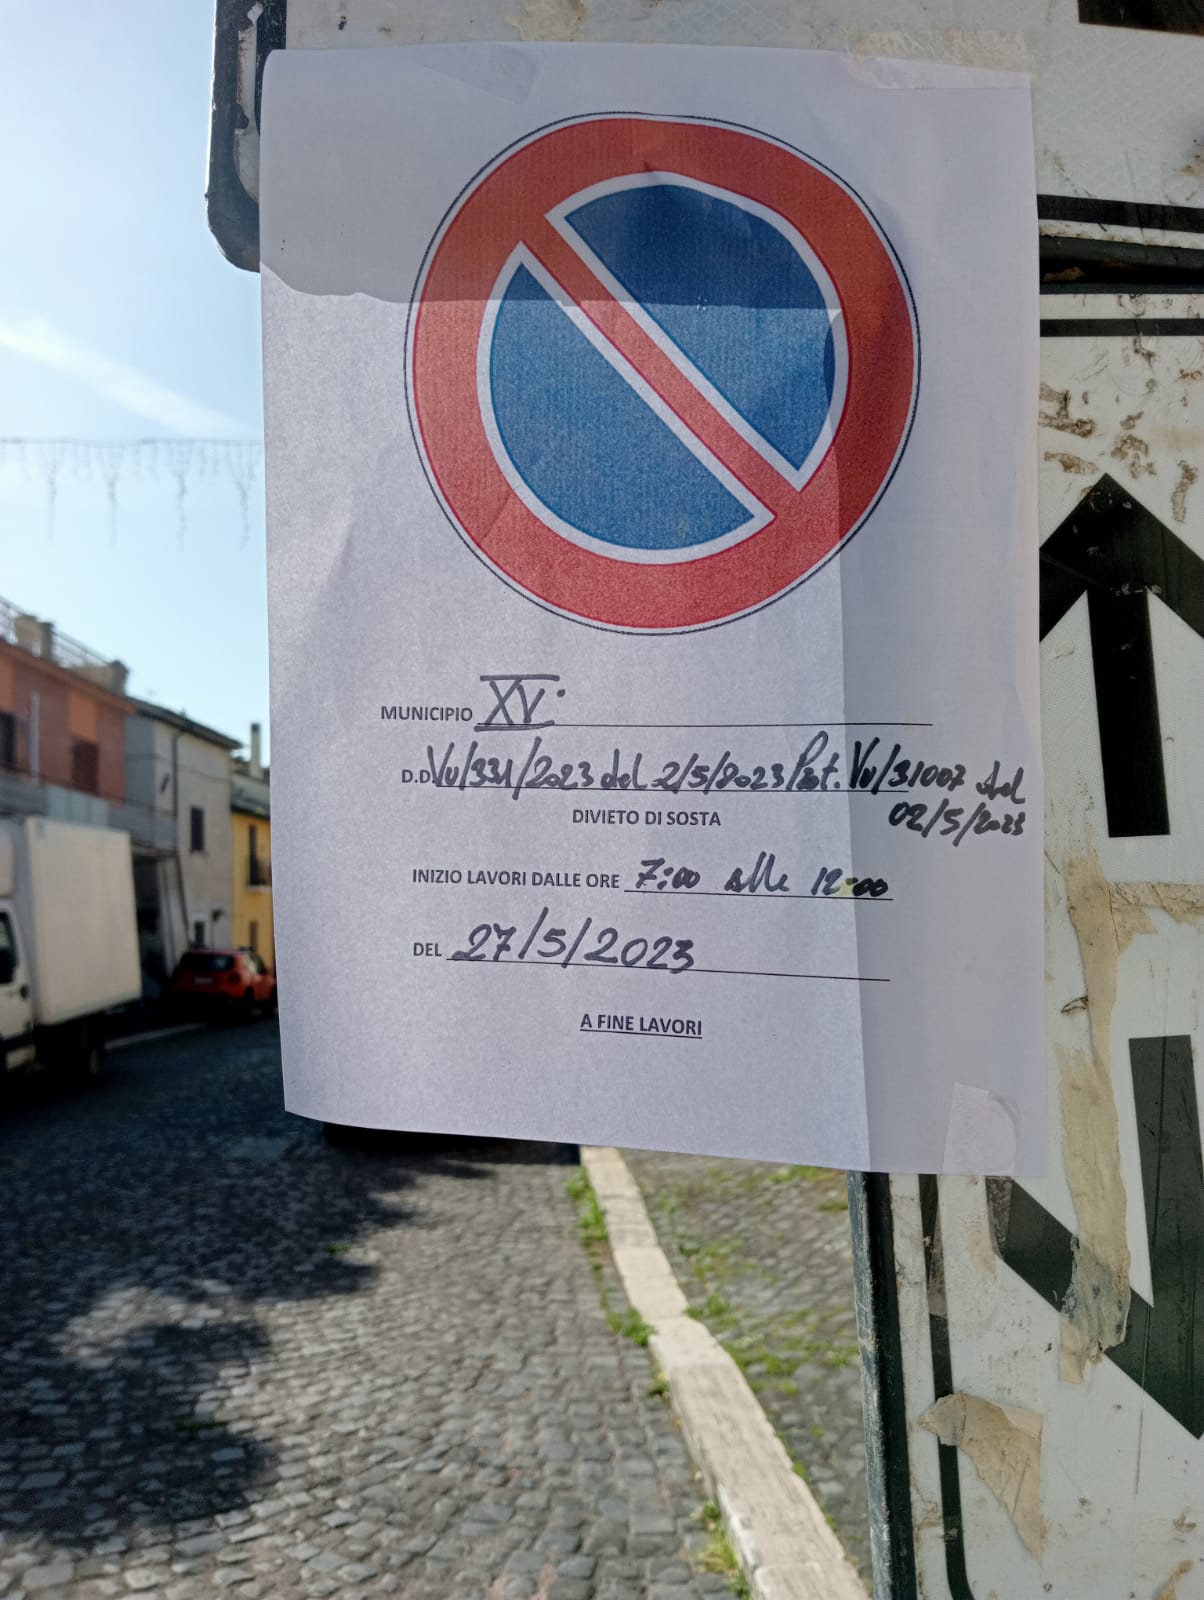 MUNICIPIO XV°
D.D VU/331/2023 del 2/5/2023 Prot. VU/31007 del
02/5/2023
DIVIETO DI SOSTA
INIZIO LAVORI DALLE ORE 7:00 alle 12:00
DEL 27/5/2023
A FINE LAVORI